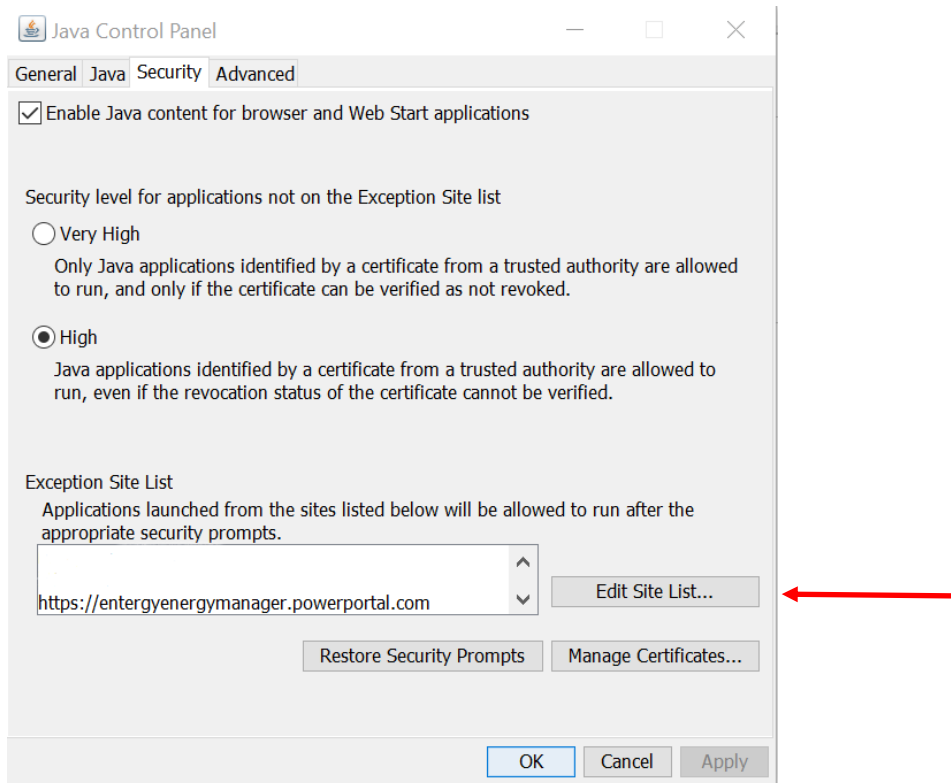 Java Control Panel
General Java Security Advanced
Enable Java content for browser and Web Start applications
Security level for applications not on the Exception Site list
Very High
Only Java applications identified by a certificate from a trusted authority are allowed
to run, and only if the certificate can be verified as not revoked.
High
Java applications identified by a certificate from a trusted authority are allowed to
run, even if the revocation status of the certificate cannot be verified.
Exception Site List
Applications launched from the sites listed below will be allowed to run after the
appropriate security prompts.
https://entergyenergymanager.powerportal.com
Edit Site List...
Restore Security Prompts Manage Certificates...
OK Cancel Apply